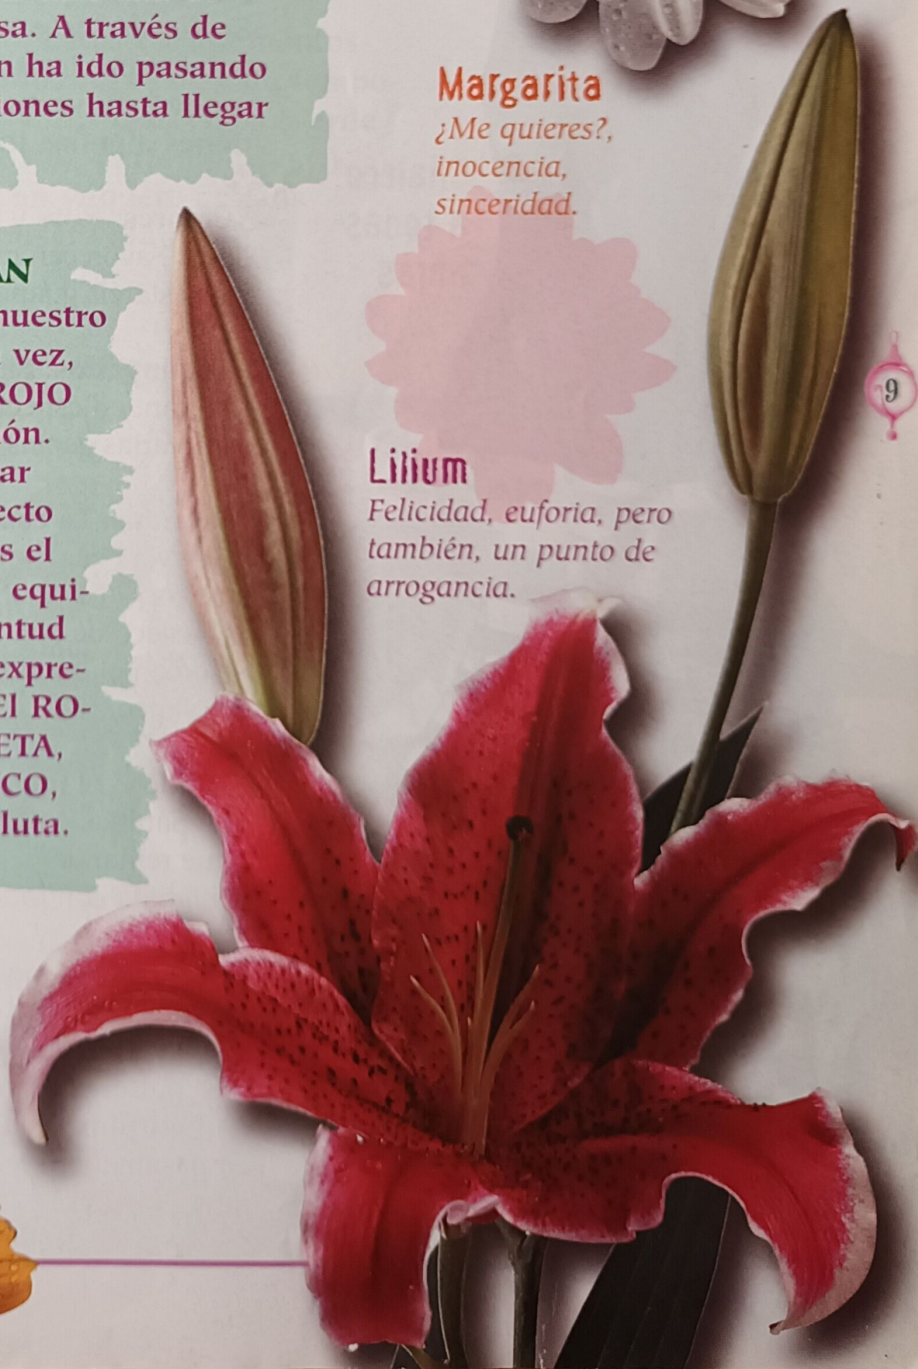 sa. A través de
n ha ido pasando
iones hasta llegar
Margarita
¿Me quieres?,
inocencia,
sinceridad.
AN
nuestro
vez,
ROJO
ón.
ar
ecto
s el
equi-
ntud
expre-
El RO-
ETA,
CO,
luta.
9
Lilium
Felicidad, euforia, pero
también, un punto de
arrogancia.